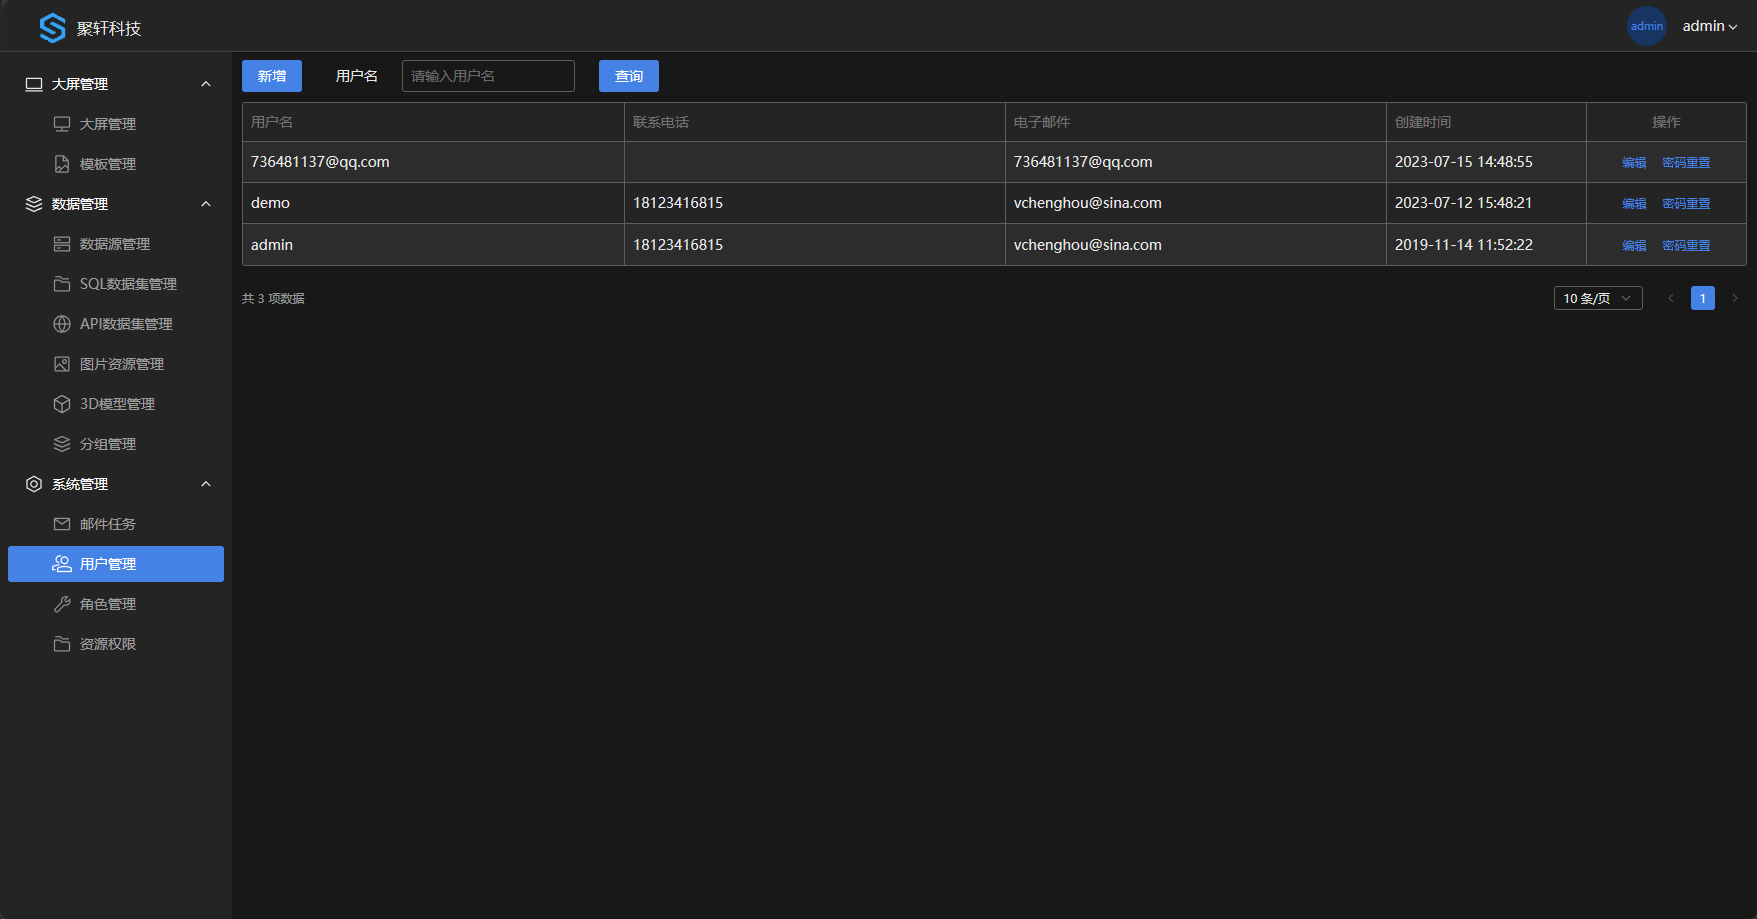 聚轩科技
admin
admin
大屏管理
大屏管理
模板管理
数据管理
数据源管理
SQL数据集管理
API数据集管理
图片资源管理
3D模型管理
分组管理
系统管理
邮件任务
用户管理
角色管理
资源权限
新增 用户名 请输入用户名 查询
用户名 联系电话 电子邮件 创建时间 操作
736481137@qq.com 736481137@qq.com 2023-07-15 14:48:55 编辑 密码重置
demo 18123416815 vchenghou@sina.com 2023-07-12 15:48:21 编辑 密码重置
admin 18123416815 vchenghou@sina.com 2019-11-14 11:52:22 编辑 密码重置
共 3 项数据 10 条/页 1